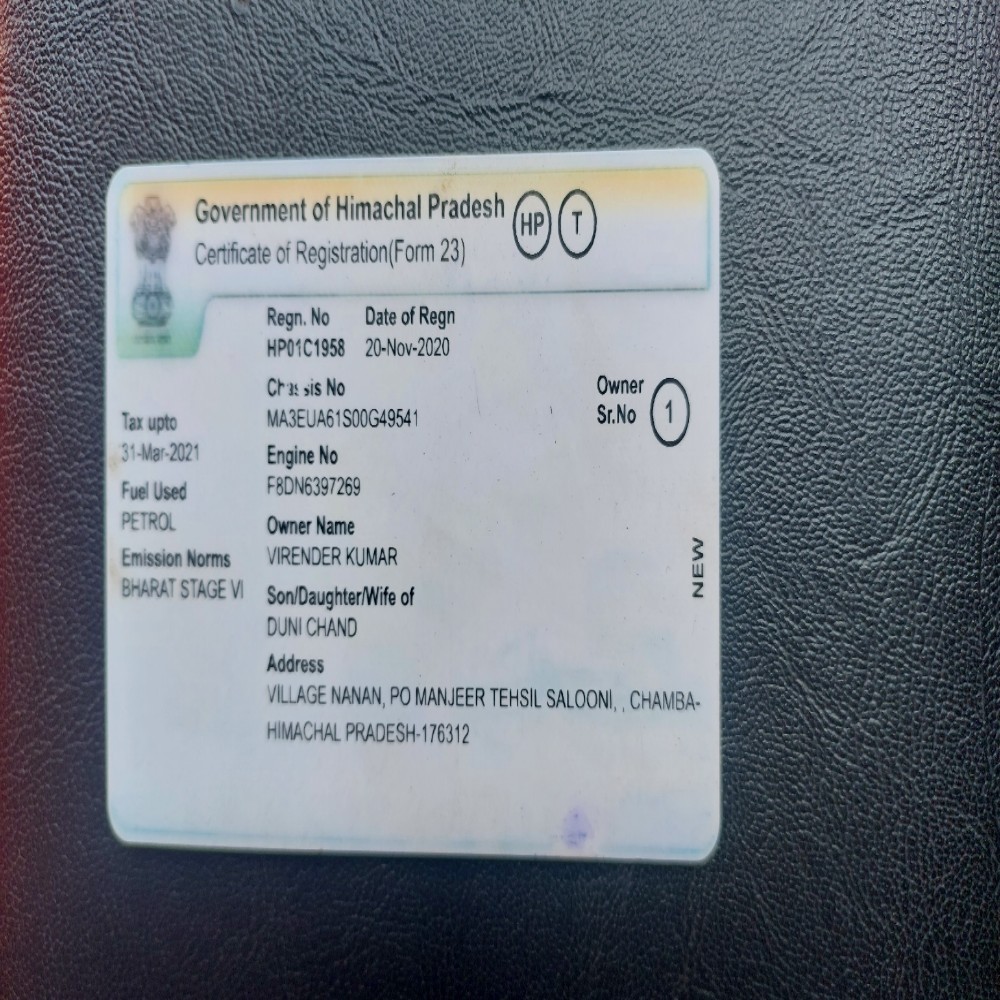 Government of Himachal Pradesh HP T
Certificate of Registration(Form 23)
Regn. No Date of Regn
HP01C1958 20-Nov-2020
Chassis No
MA3EUA61S00G49541
Owner
Sr.No 1
Tax upto
31-Mar-2021
Engine No
F8DN6397269
Fuel Used
PETROL
Owner Name
VIRENDER KUMAR
Emission Norms
BHARAT STAGE VI
Son/Daughter/Wife of
DUNI CHAND
NEW
Address
VILLAGE NANAN, PO MANJEER TEHSIL SALOONI, , CHAMBA-
HIMACHAL PRADESH-176312